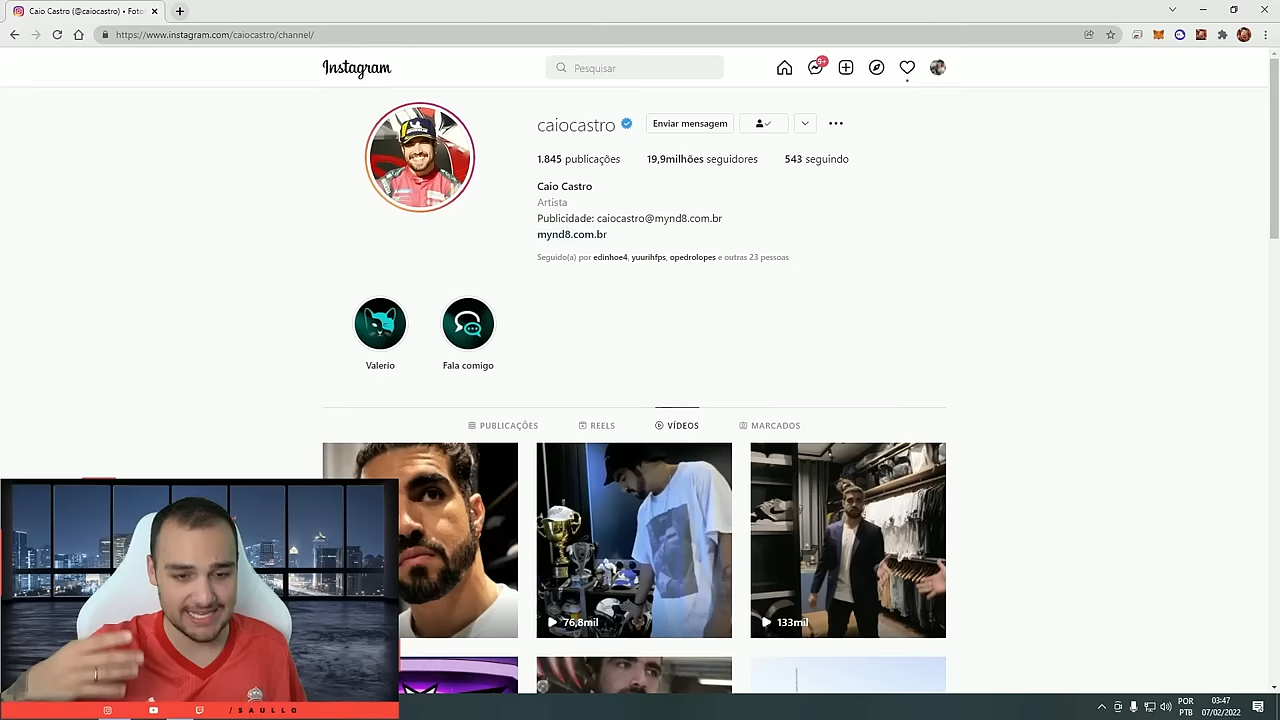 Caio Castro (@caiocastro) • Foto
https://www.instagram.com/caiocastro/channel/
Instagram
Pesquisar
9+
caiocastro
Enviar mensagem
1.845 publicações
19,9milhões seguidores
543 seguindo
Caio Castro
Artista
Publicidade: caiocastro@mynd8.com.br
mynd8.com.br
Seguido(a) por edinhoe4, yuurihfps, opedrolopes e outras 23 pessoas
Valerio
Fala comigo
PUBLICAÇÕES
REELS
VÍDEOS
MARCADOS
76,8mil
133mil
/SAULLO
POR
PTB
03:47
07/02/2022